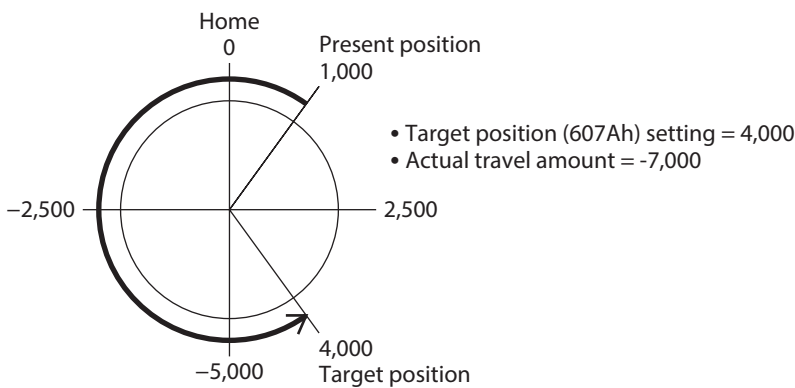 Home
0
Present position
1,000
• Target position (607Ah) setting = 4,000
• Actual travel amount = -7,000
−2,500
2,500
4,000
Target position
−5,000